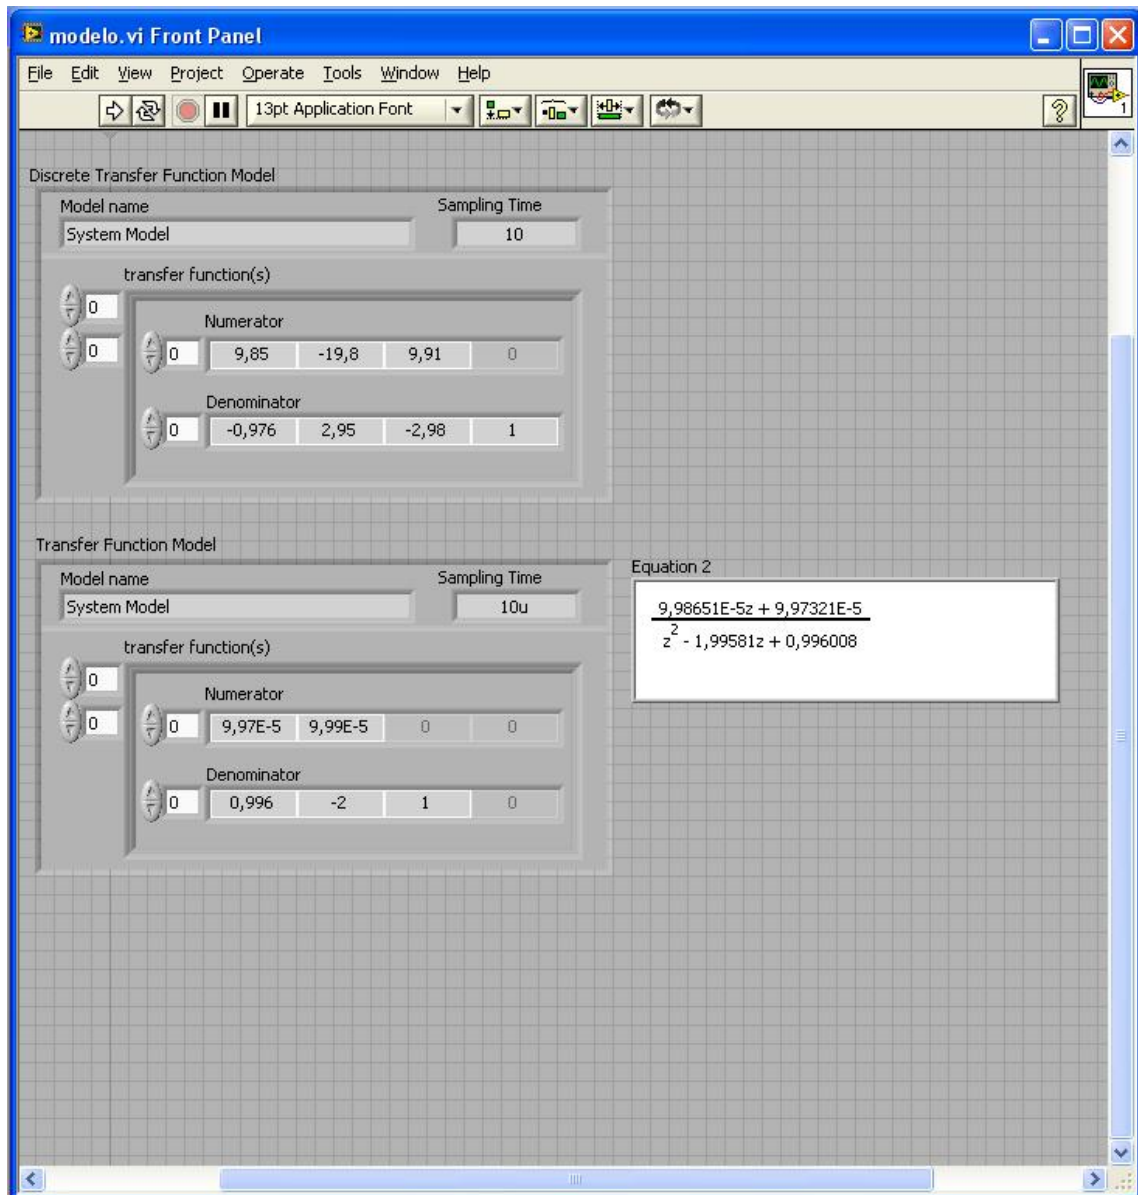 modelo.vi Front Panel
File Edit View Project Operate Tools Window Help
13pt Application Font
1
Discrete Transfer Function Model
Model name Sampling Time
System Model 10
transfer function(s)
0
Numerator
0 0 9,85 -19,8 9,91 0
Denominator
0 -0,976 2,95 -2,98 1
Transfer Function Model
Model name Sampling Time
System Model 10u
transfer function(s)
0
Numerator
0 0 9,97E-5 9,99E-5 0 0
Denominator
0 0,996 -2 1 0
Equation 2
9,98651E-5z + 9,97321E-5
z2 - 1,99581z + 0,996008